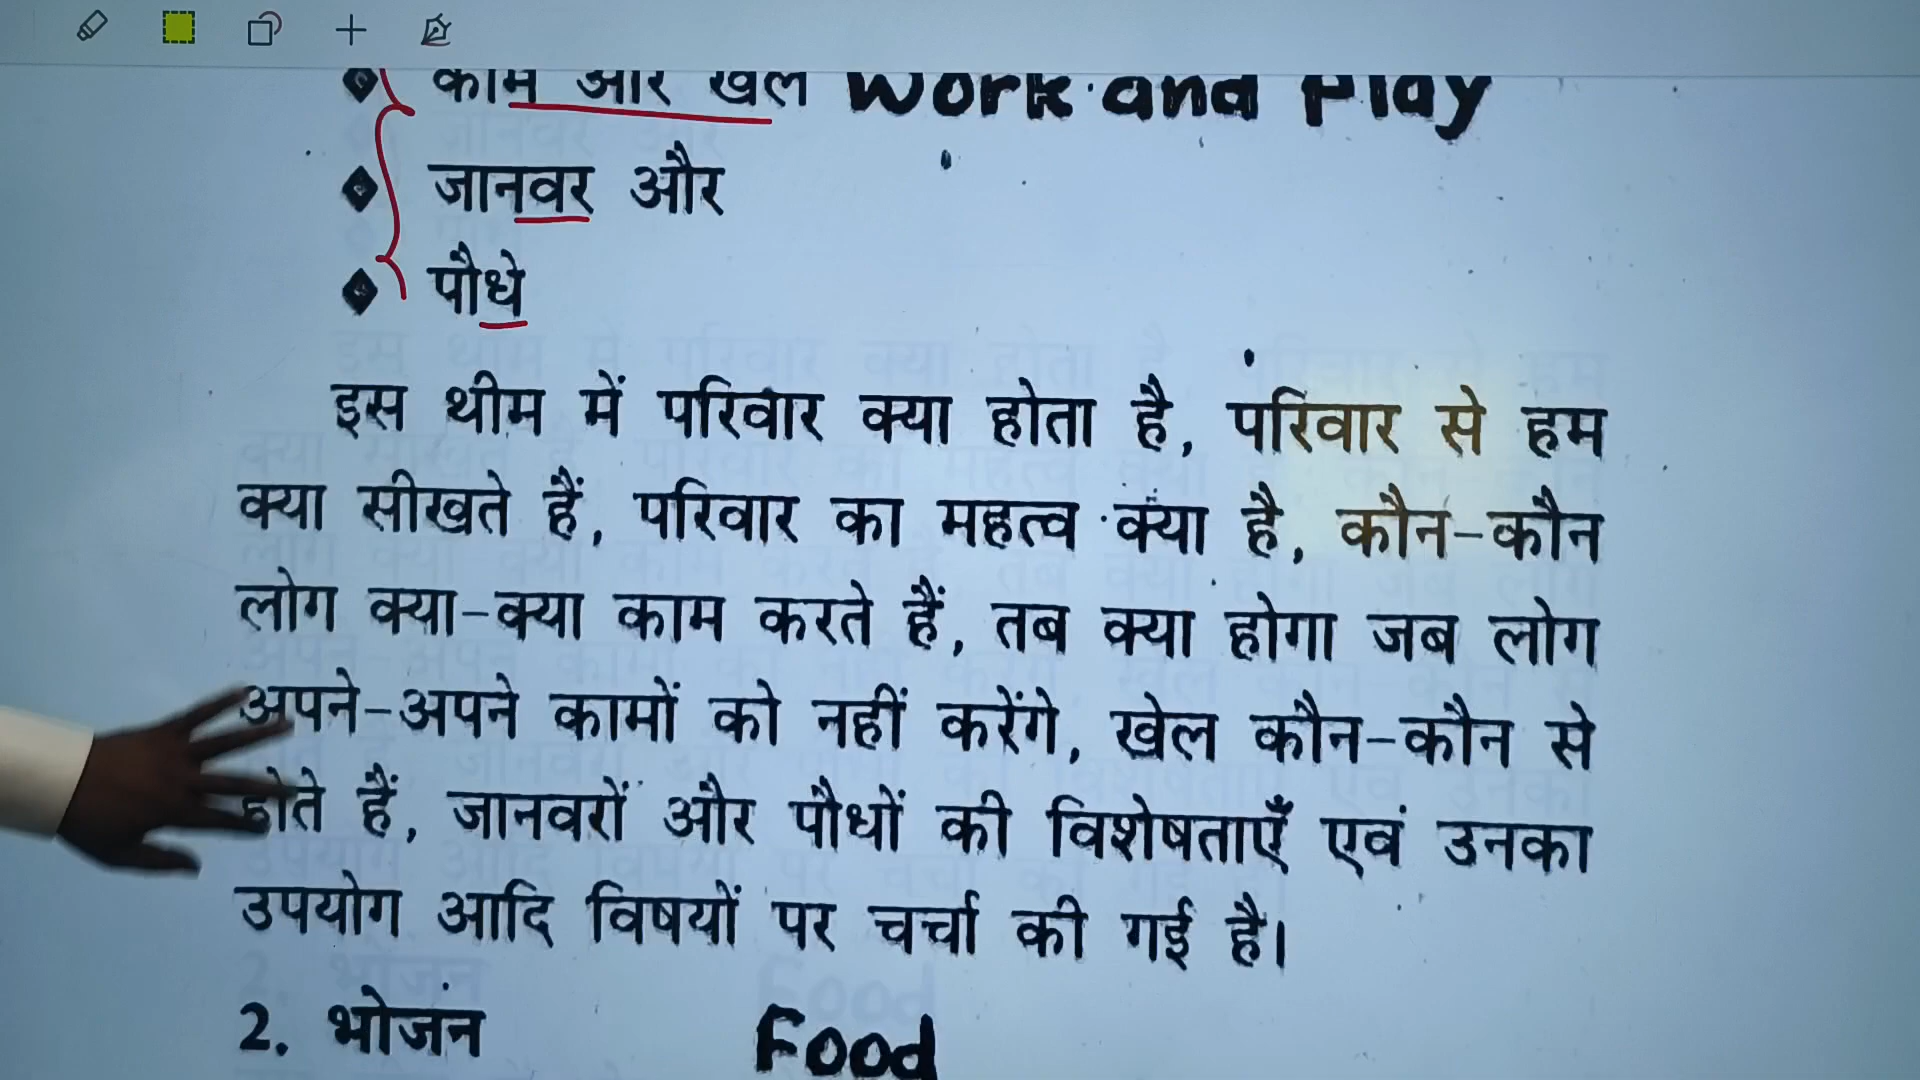 काम और खेल Work and Play
जानवर और
पौधे
इस थीम में परिवार क्या होता है, परिवार से हम
क्या सीखते हैं, परिवार का महत्व क्या है, कौन-कौन
लोग क्या-क्या काम करते हैं, तब क्या होगा जब लोग
अपने-अपने कामों को नहीं करेंगे, खेल कौन-कौन से
होते हैं, जानवरों और पौधों की विशेषताएँ एवं उनका
उपयोग आदि विषयों पर चर्चा की गई है।
2. भोजन Food